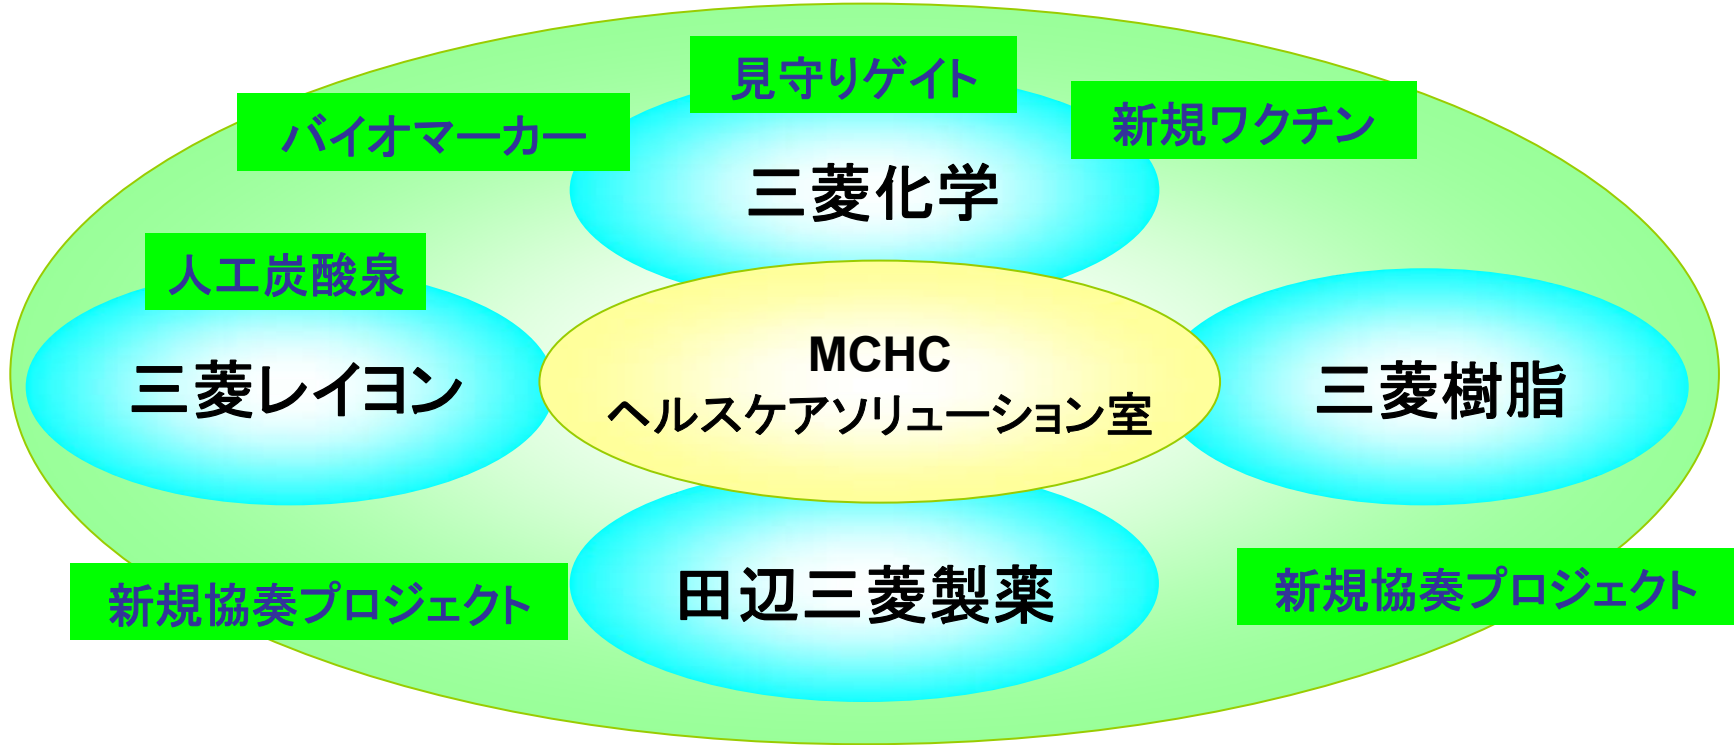 見守りゲイト
バイオマーカー
新規ワクチン
三菱化学
人工炭酸泉
三菱レイヨン
MCHC
ヘルスケアソリューション室
三菱樹脂
田辺三菱製薬
新規協奏プロジェクト
新規協奏プロジェクト